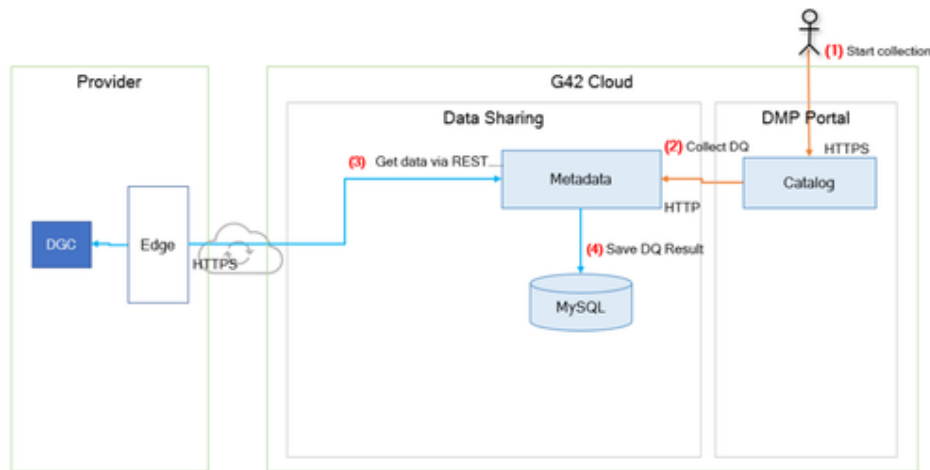 (1) Start collection
Provider
G42 Cloud
Data Sharing
DMP Portal
(2) Collect DQ
HTTPS
(3) Get data via REST...
Metadata
Catalog
HTTP
DGC
Edge
HTTPS
(4) Save DQ Result
MySQL